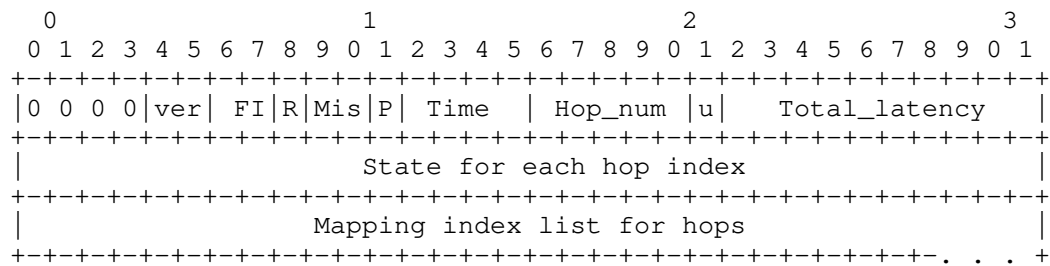 0                   1                   2                   3
 0 1 2 3 4 5 6 7 8 9 0 1 2 3 4 5 6 7 8 9 0 1 2 3 4 5 6 7 8 9 0 1
+-+-+-+-+-+-+-+-+-+-+-+-+-+-+-+-+-+-+-+-+-+-+-+-+-+-+-+-+-+-+-+-+
|0 0 0 0|ver| FI|R|Mis|P| Time  | Hop_num |u|   Total_latency   |
+-+-+-+-+-+-+-+-+-+-+-+-+-+-+-+-+-+-+-+-+-+-+-+-+-+-+-+-+-+-+-+-+
|                     State for each hop index                  |
+-+-+-+-+-+-+-+-+-+-+-+-+-+-+-+-+-+-+-+-+-+-+-+-+-+-+-+-+-+-+-+-+
|                  Mapping index list for hops                  |
+-+-+-+-+-+-+-+-+-+-+-+-+-+-+-+-+-+-+-+-+-+-+-+-+-+-+-+-+-. . . +